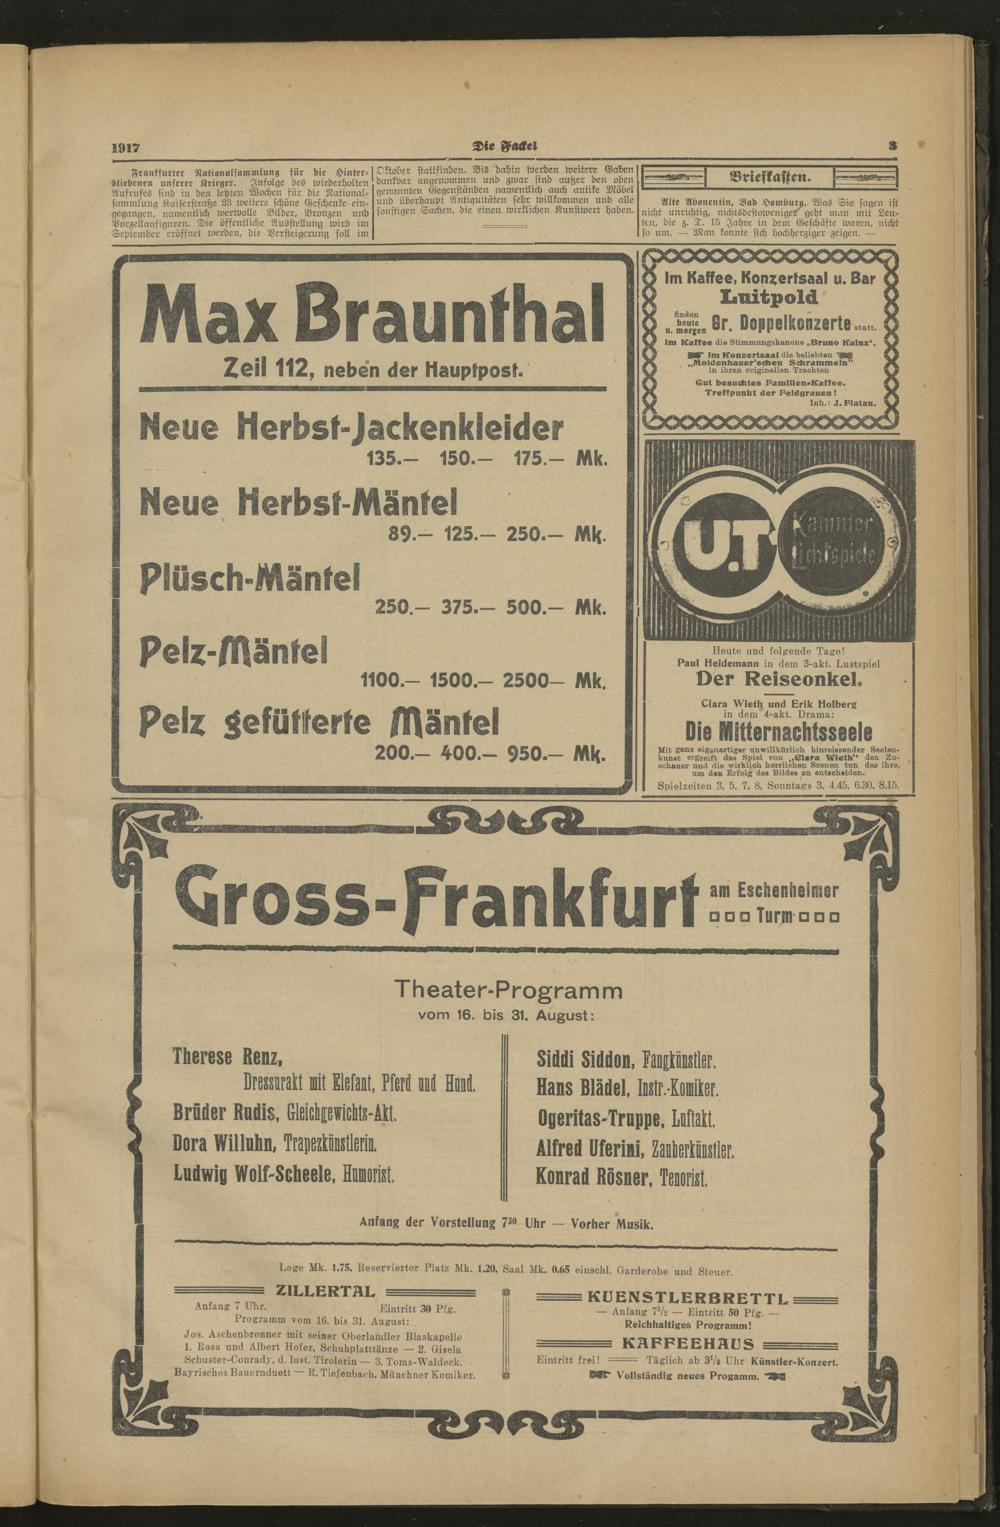 1917
Die Fackel
3
Frankfurter Nationalsammlung für die Hinter-
bliebenen unserer Krieger. Infolge des wiederholten
Aufrufes sind in den letzten Wochen für die National-
sammlung Kaiserstraße 23 weitere schöne Geschenke ein-
gegangen, namentlich wertvolle Bilder, Bronzen und
Porzellanfiguren. Die öffentliche Ausstellung wird im
September eröffnet werden, die Versteigerung soll im
Oktober stattfinden. Bis dahin werden weitere Gaben
dankbar angenommen und zwar sind außer den oben
genannten Gegenständen namentlich auch antike Möbel
und überhaupt Antiquitäten sehr willkommen und alle
sonstigen Sachen, die einen wirklichen Kunstwert haben.
Briefkasten.
Alte Abonentin, Bad Homburg. Was Sie sagen ist
nicht unrichtig, nichtsdestoweniger geht man mit Leu-
ten, die z. T. 15 Jahre in dem Geschäfte waren, nicht
so um. — Man konnte sich hochherziger zeigen. —
Max Braunthal
Zeil 112, neben der Hauptpost.
Neue Herbst-Jackenkleider
135.— 150.— 175.— Mk.
Neue Herbst-Mäntel
89.— 125.— 250.— Mk.
Plüsch-Mäntel
250.— 375.— 500.— Mk.
Pelz-Mäntel
1100.— 1500.— 2500— Mk.
Pelz gefütterte Mäntel
200.— 400.— 950.— Mk.
Im Kaffee, Konzertsaal u. Bar
Luitpold
finden heute u. morgen Gr. Doppelkonzerte statt.
Im Kaffee die Stimmungskanone „Bruno Kainz".
Im Konzertsaal die beliebten
„Moldenhauer'schen Schrammeln"
in ihren originellen Trachten
Gut besuchtes Familien-Kaffee.
Treffpunkt der Feldgrauen!
Inh.: J. Flatau.
U.T.
Kammer
Lichtspiele
Heute und folgende Tage!
Paul Heidemann in dem 3-akt. Lustspiel
Der Reiseonkel.
Clara Wieth und Erik Holberg
in dem 4-akt. Drama:
Die Mitternachtsseele
Mit ganz eigenartiger unwillkürlich hinreissender Seelen-
kunst ergreift das Spiel von „Clara Wieth" den Zu-
schauer und die wirklich herrlichen Szenen tun das ihre,
um den Erfolg des Bildes zu entscheiden.
Spielzeiten 3, 5, 7, 8, Sonntags 3, 4.45, 6.30, 8.15.
Gross-Frankfurt am Eschenheimer
Turm
Theater-Programm
vom 16. bis 31. August:
Therese Renz,
Dressurakt mit Elefant, Pferd und Hund.
Brüder Rudis, Gleichgewichts-Akt.
Dora Willuhn, Trapezkünstlerin.
Ludwig Wolf-Scheele, Humorist.
Siddi Siddon, Fangkünstler.
Hans Blädel, Instr.-Komiker.
Ogeritas-Truppe, Luftakt.
Alfred Uferini, Zauberkünstler.
Konrad Rösner, Tenorist.
Anfang der Vorstellung 7³⁰ Uhr — Vorher Musik.
Loge Mk. 1.75, Reservierter Platz Mk. 1.20, Saal Mk. 0.65 einschl. Garderobe und Steuer.
ZILLERTAL
Anfang 7 Uhr. Eintritt 30 Pfg.
Programm vom 16. bis 31. August:
Jos. Aschenbrenner mit seiner Oberlandler Blaskapelle
1. Rosa und Albert Hofer, Schuhplatttänze — 2. Gisela
Schuster-Conrady, d. lust. Tirolerin — 3. Toms-Waldeck,
Bayrisches Bauernduett — R. Tiefenbach, Münchner Komiker.
KUENSTLERBRETTL
— Anfang 7½ — Eintritt 50 Pfg. —
Reichhaltiges Programm!
KAFFEEHAUS
Eintritt frei! Täglich ab 3½ Uhr Künstler-Konzert.
Vollständig neues Progamm.